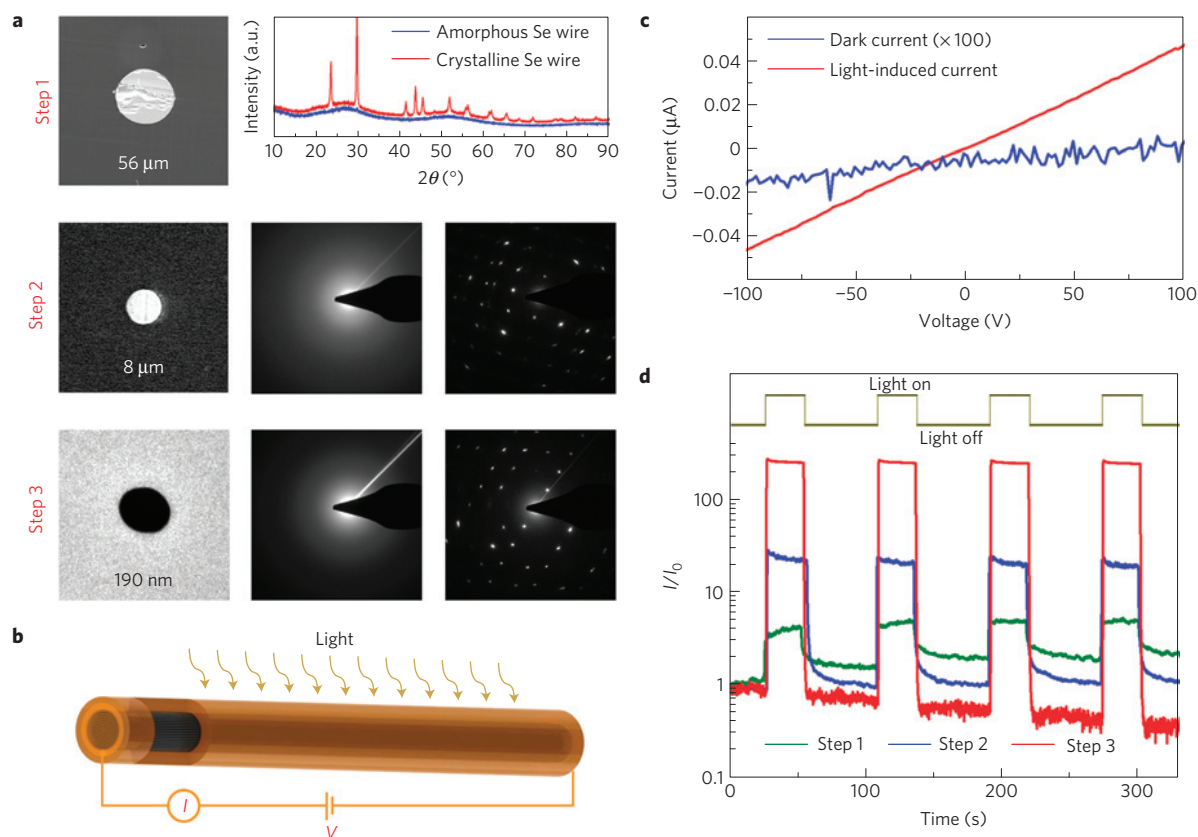 a
Step 1
56 μm
Intensity (a.u.)
Amorphous Se wire
Crystalline Se wire
10 20 30 40 50 60 70 80 90
2θ (°)
Step 2
8 μm
Step 3
190 nm
b
Light
I
V
c
Dark current (×100)
Light-induced current
Current (μA)
0.04
0.02
0
−0.02
−0.04
−100 −50 0 50 100
Voltage (V)
d
Light on
Light off
I/I0
100
10
1
0.1
Step 1 Step 2 Step 3
0 100 200 300
Time (s)